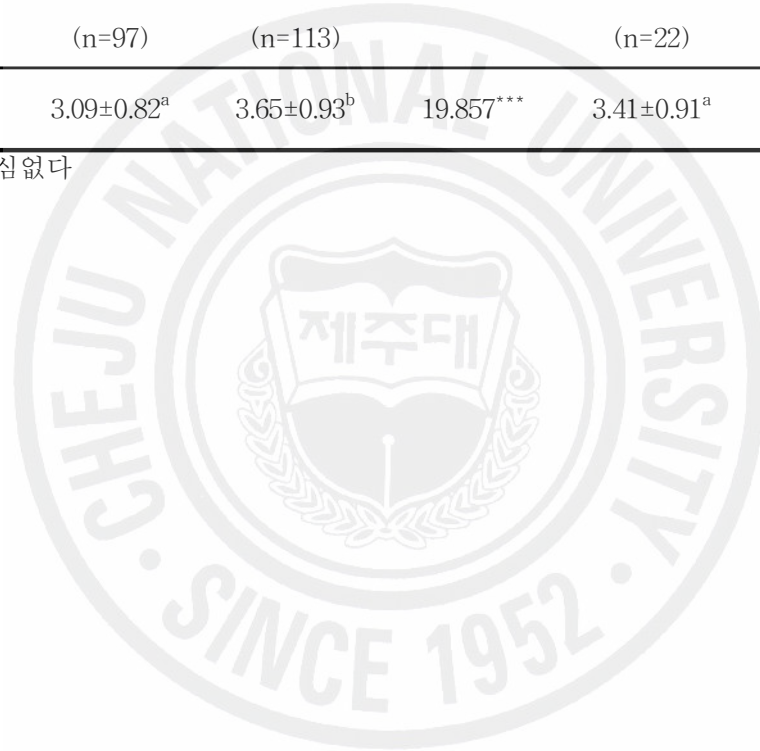 (n=97) (n=113) (n=22)
3.09±0.82ᵃ 3.65±0.93ᵇ 19.857*** 3.41±0.91ᵃ
심없다
CHEJU NATIONAL UNIVERSITY
제주대
SINCE 1952